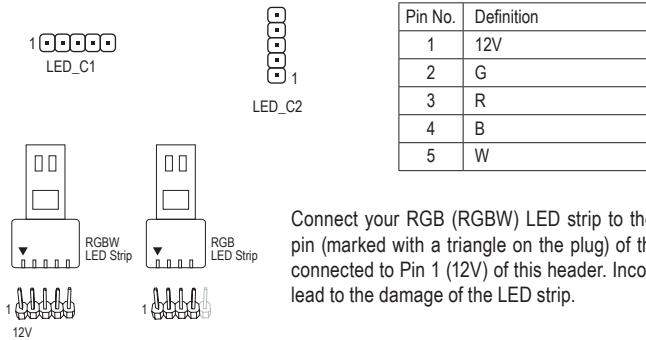 1
LED_C1
1
LED_C2
Pin No. Definition
1 12V
2 G
3 R
4 B
5 W
RGBW
LED Strip
RGB
LED Strip
1
12V
1
Connect your RGB (RGBW) LED strip to the
pin (marked with a triangle on the plug) of th
connected to Pin 1 (12V) of this header. Inco
lead to the damage of the LED strip.